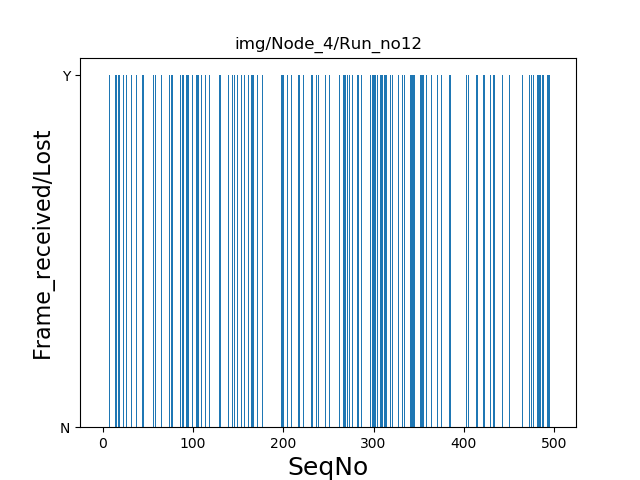 img/Node_4/Run_no12
Y
Frame_received/Lost
N
0 100 200 300 400 500
SeqNo